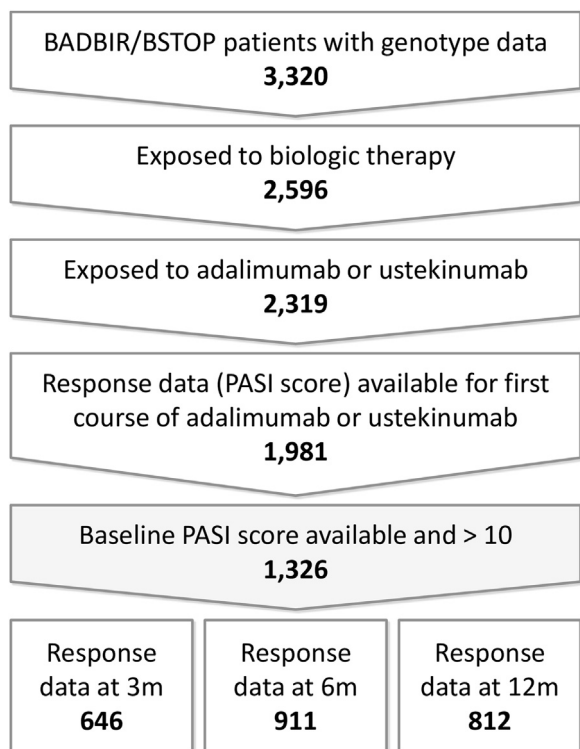 BADBIR/BSTOP patients with genotype data
3,320
Exposed to biologic therapy
2,596
Exposed to adalimumab or ustekinumab
2,319
Response data (PASI score) available for first
course of adalimumab or ustekinumab
1,981
Baseline PASI score available and > 10
1,326
Response
data at 3m
646
Response
data at 6m
911
Response
data at 12m
812